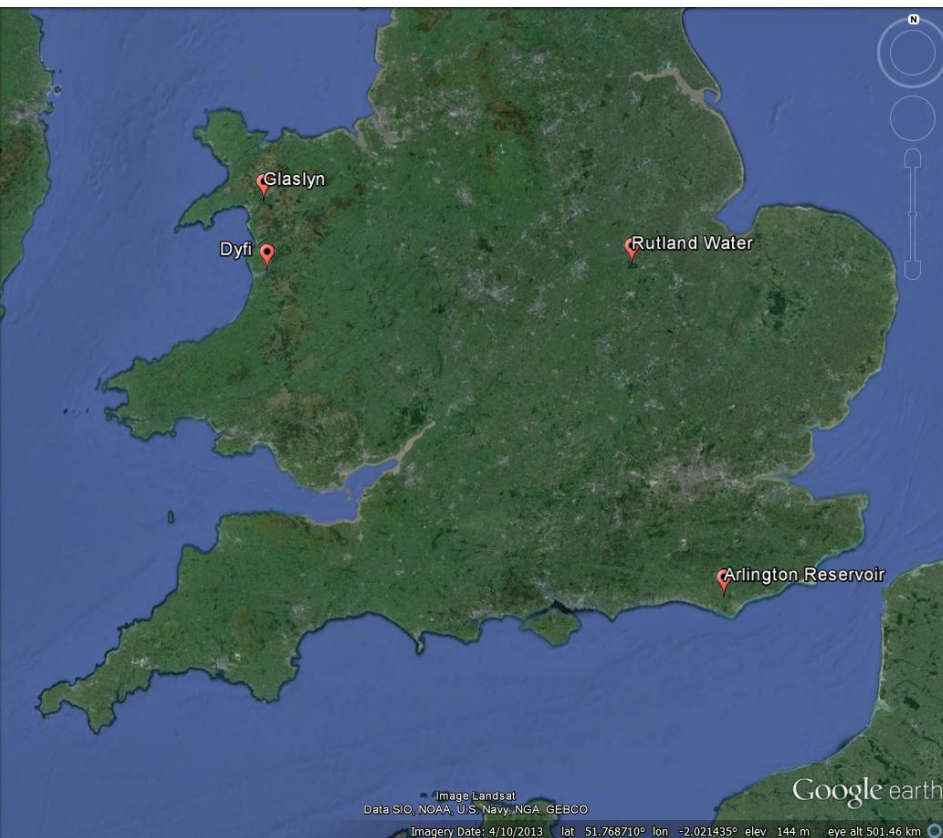 N
Glaslyn
Dyfi
Rutland Water
Arlington Reservoir
Google earth
Image Landsat
Data SIO, NOAA, U.S. Navy, NGA, GEBCO
Imagery Date: 4/10/2013 lat 51.768710° lon -2.021435° elev 144 m eye alt 501.46 km